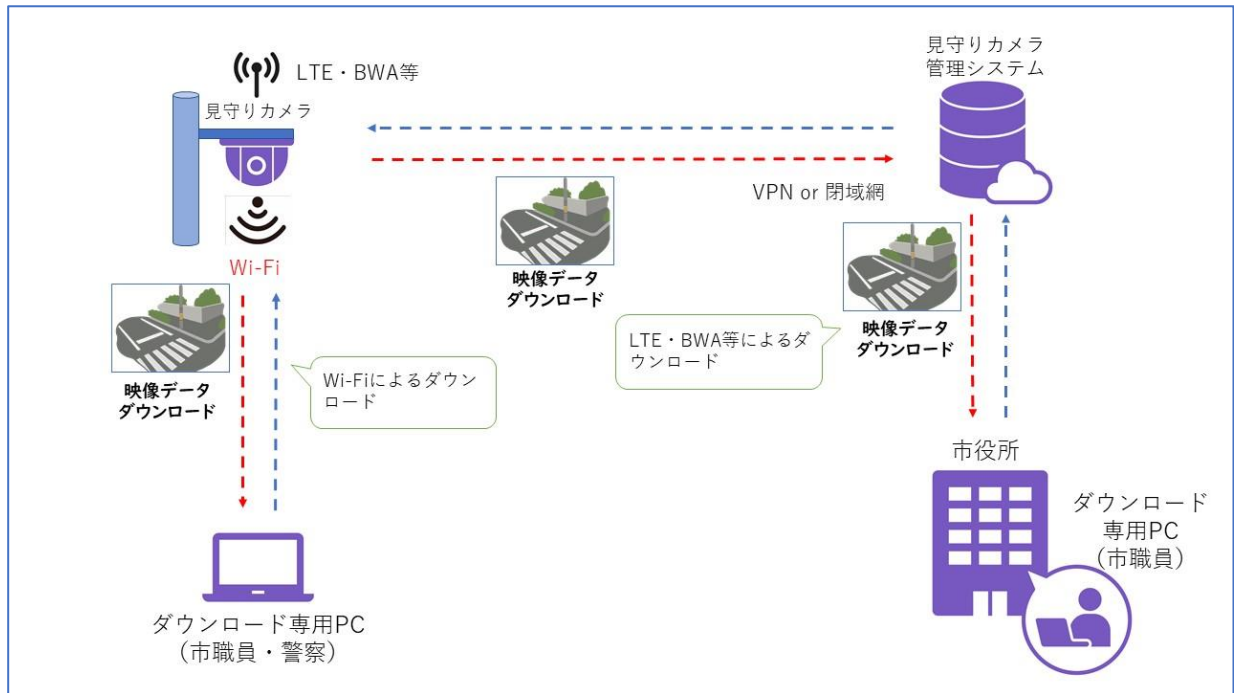 LTE・BWA等
見守りカメラ
見守りカメラ
管理システム
VPN or 閉域網
Wi-Fi
映像データ
ダウンロード
映像データ
ダウンロード
映像データ
ダウンロード
LTE・BWA等によるダ
ウンロード
Wi-Fiによるダウン
ロード
市役所
ダウンロード
専用PC
（市職員）
ダウンロード専用PC
（市職員・警察）